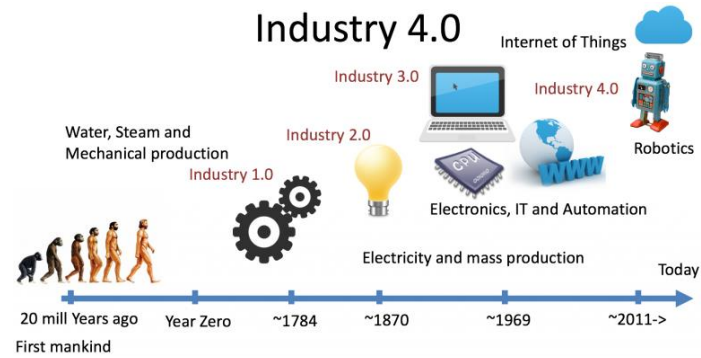 Industry 4.0
Internet of Things
Industry 3.0
Industry 4.0
Water, Steam and
Mechanical production
Industry 2.0
Robotics
Industry 1.0
CPU
WWW
Electronics, IT and Automation
Electricity and mass production
Today
20 mill Years ago
Year Zero
~1784
~1870
~1969
~2011->
First mankind